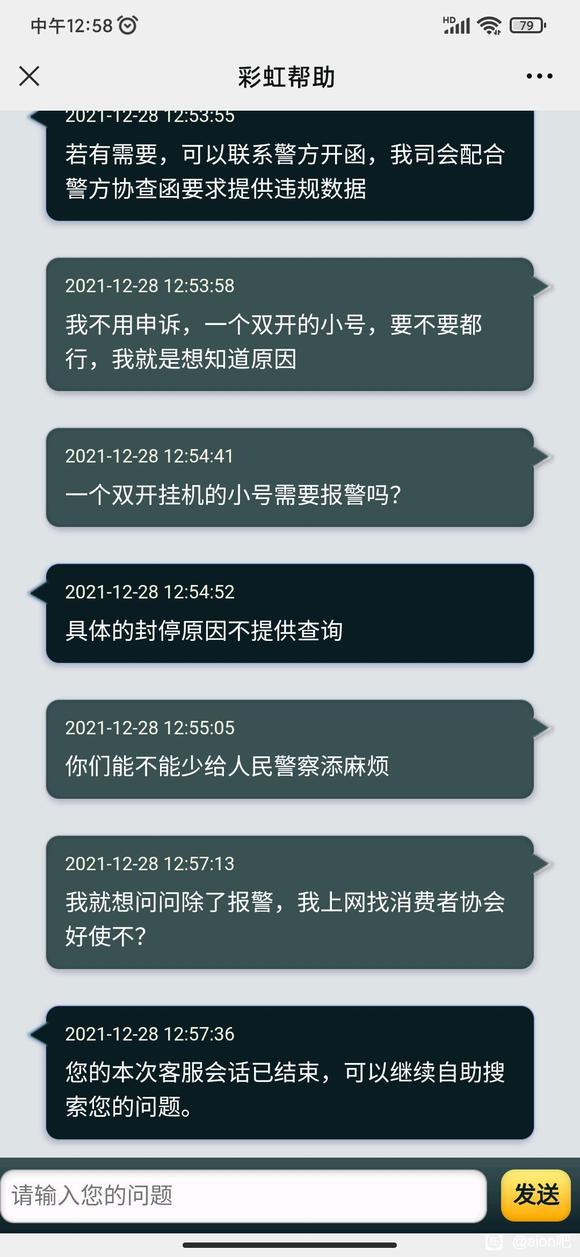 中午12:58
HD
79
彩虹帮助
2021-12-28 12:53:55
若有需要，可以联系警方开函，我司会配合
警方协查函要求提供违规数据
2021-12-28 12:53:58
我不用申诉，一个双开的小号，要不要都
行，我就是想知道原因
2021-12-28 12:54:41
一个双开挂机的小号需要报警吗？
2021-12-28 12:54:52
具体的封停原因不提供查询
2021-12-28 12:55:05
你们能不能少给人民警察添麻烦
2021-12-28 12:57:13
我就想问问除了报警，我上网找消费者协会
好使不？
2021-12-28 12:57:36
您的本次客服会话已结束，可以继续自助搜
索您的问题。
请输入您的问题
发送